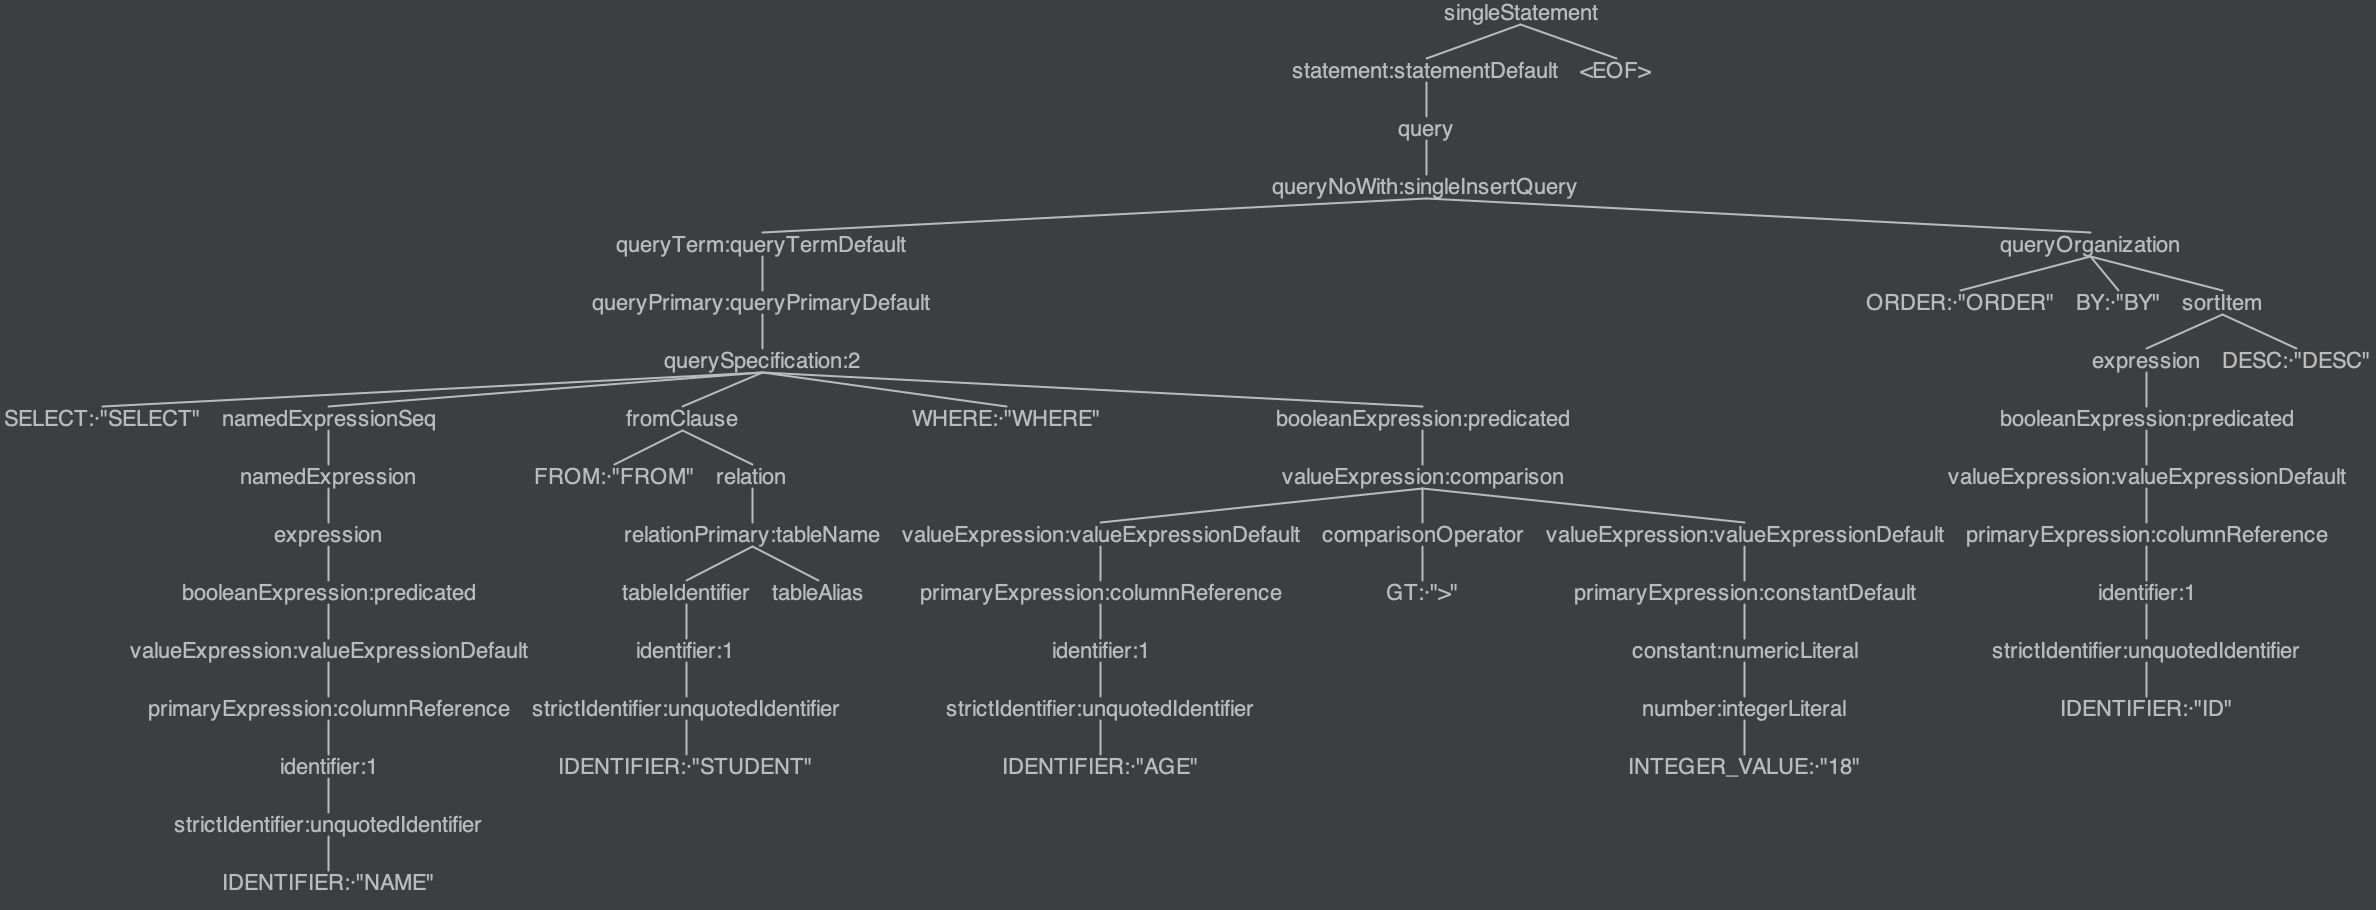 singleStatement
statement:statementDefault <EOF>
query
queryNoWith:singleInsertQuery
queryTerm:queryTermDefault queryOrganization
queryPrimary:queryPrimaryDefault ORDER:·"ORDER" BY:·"BY" sortItem
querySpecification:2 expression DESC:·"DESC"
SELECT:·"SELECT" namedExpressionSeq fromClause WHERE:·"WHERE" booleanExpression:predicated booleanExpression:predicated
namedExpression FROM:·"FROM" relation valueExpression:comparison valueExpression:valueExpressionDefault
expression relationPrimary:tableName valueExpression:valueExpressionDefault comparisonOperator valueExpression:valueExpressionDefault primaryExpression:columnReference
booleanExpression:predicated tableIdentifier tableAlias primaryExpression:columnReference GT:·">" primaryExpression:constantDefault identifier:1
valueExpression:valueExpressionDefault identifier:1 identifier:1 constant:numericLiteral strictIdentifier:unquotedIdentifier
primaryExpression:columnReference strictIdentifier:unquotedIdentifier strictIdentifier:unquotedIdentifier number:integerLiteral IDENTIFIER:·"ID"
identifier:1 IDENTIFIER:·"STUDENT" IDENTIFIER:·"AGE" INTEGER_VALUE:·"18"
strictIdentifier:unquotedIdentifier
IDENTIFIER:·"NAME"